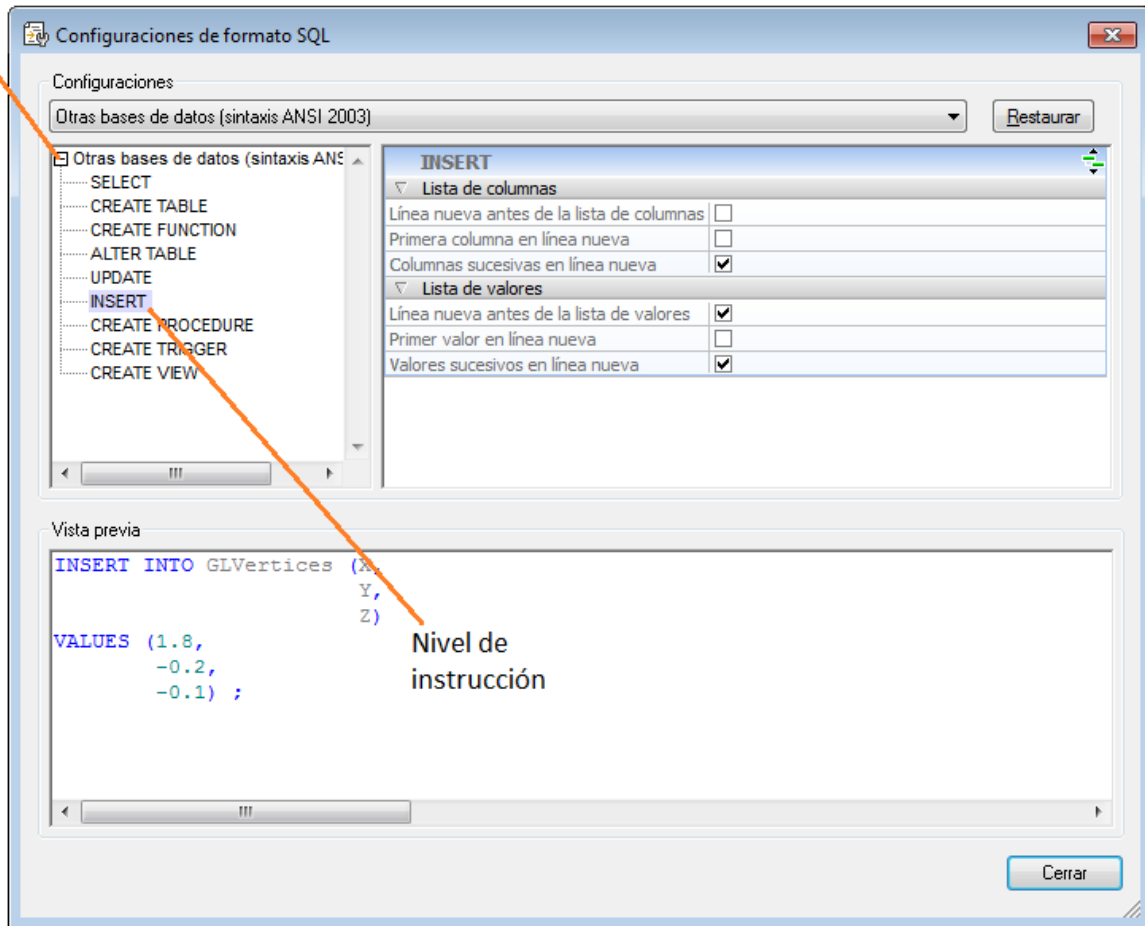 Configuraciones de formato SQL
Configuraciones
Otras bases de datos (sintaxis ANSI 2003)
Restaurar
Otras bases de datos (sintaxis ANS
SELECT
CREATE TABLE
CREATE FUNCTION
ALTER TABLE
UPDATE
INSERT
CREATE PROCEDURE
CREATE TRIGGER
CREATE VIEW
INSERT
Lista de columnas
Línea nueva antes de la lista de columnas
Primera columna en línea nueva
Columnas sucesivas en línea nueva
Lista de valores
Línea nueva antes de la lista de valores
Primer valor en línea nueva
Valores sucesivos en línea nueva
Vista previa
INSERT INTO GLVertices (X,
Y,
Z)
VALUES (1.8,
-0.2,
-0.1) ;
Nivel de
instrucción
Cerrar